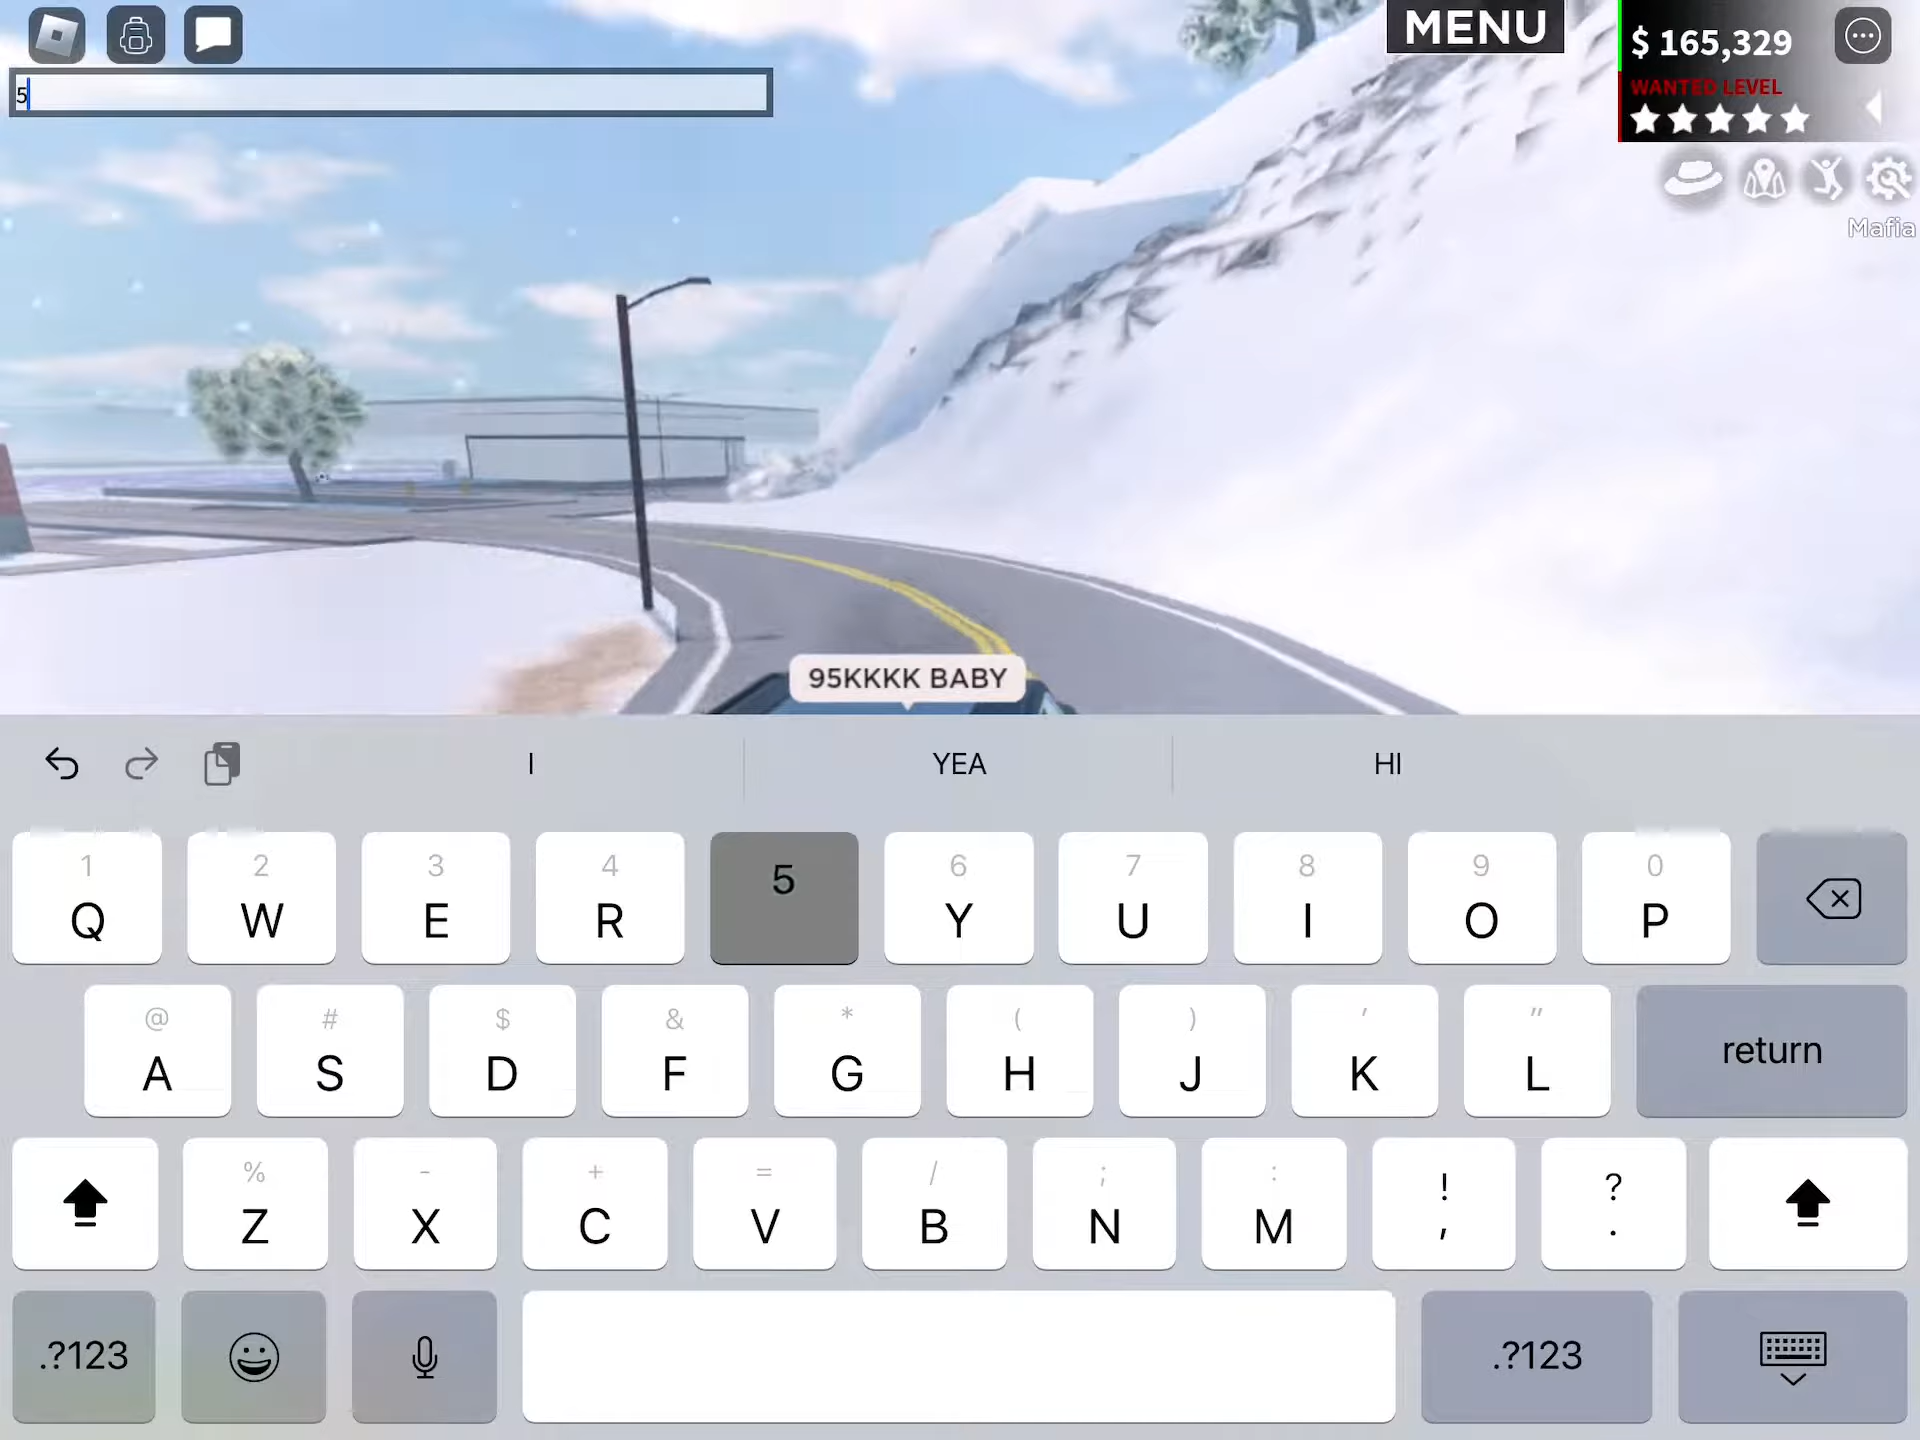 MENU
$ 165,329
WANTED LEVEL
5
Mafia
95KKKK BABY
I YEA HI
1 2 3 4 5 6 7 8 9 0
Q W E R Y U I O P
@ # $ & * ( ) ' "
A S D F G H J K L return
% - + = / ; : ! ?
Z X C V B N M , .
.?123 .?123